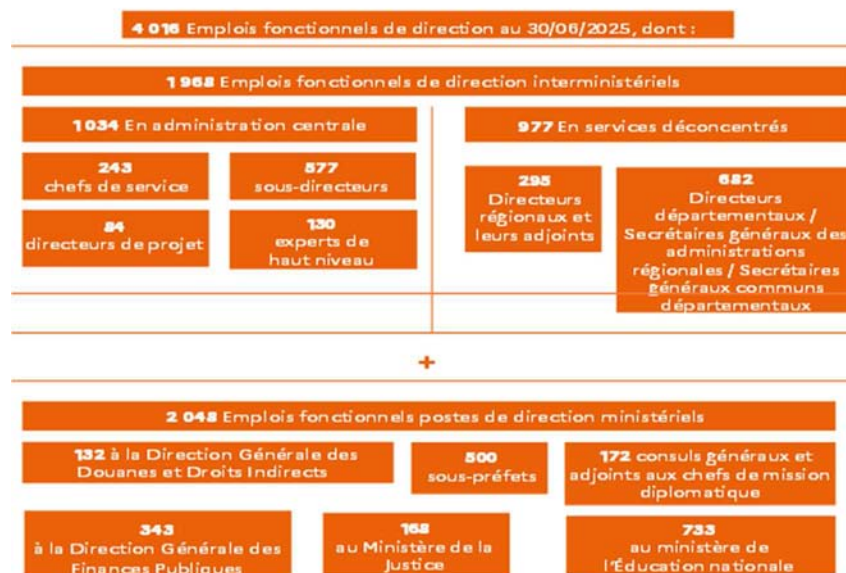 4 016 Emplois fonctionnels de direction au 30/06/2025, dont :
1 968 Emplois fonctionnels de direction interministériels
1 034 En administration centrale
977 En services déconcentrés
243
chefs de service
577
sous-directeurs
84
directeurs de projet
130
experts de
haut niveau
295
Directeurs
régionaux et
leurs adjoints
682
Directeurs
départementaux /
Secrétaires généraux des
administrations
régionales / Secrétaires
généraux communs
départementaux
+
2 048 Emplois fonctionnels postes de direction ministériels
132 à la Direction Générale des
Douanes et Droits Indirects
500
sous-préfets
172 consuls généraux et
adjoints aux chefs de mission
diplomatique
343
à la Direction Générale des
Finances Publiques
168
au Ministère de la
Justice
733
au ministère de
l'Éducation nationale